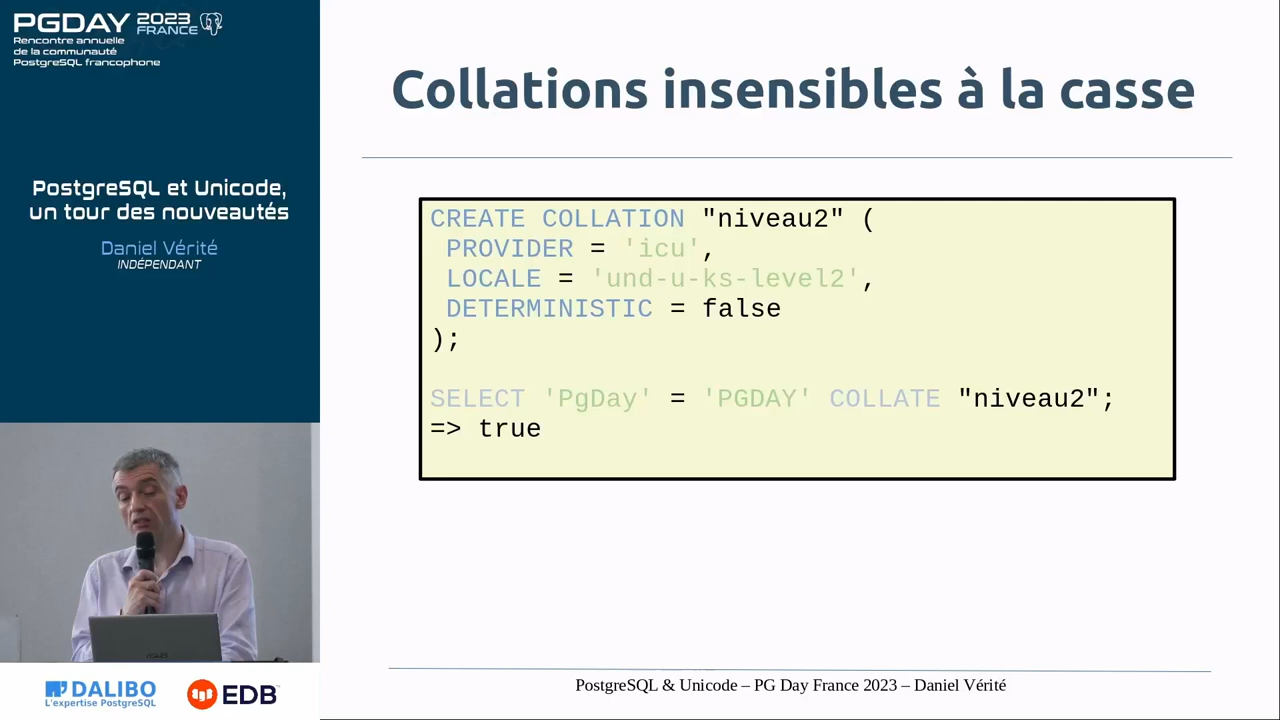 PGDAY 2023 FRANCE
Rencontre annuelle
de la communauté
PostgreSQL francophone
PostgreSQL et Unicode,
un tour des nouveautés
Daniel Vérité
INDÉPENDANT
DALIBO
L'expertise PostgreSQL
EDB
Collations insensibles à la casse
CREATE COLLATION "niveau2" (
PROVIDER = 'icu',
LOCALE = 'und-u-ks-level2',
DETERMINISTIC = false
);
SELECT 'PgDay' = 'PGDAY' COLLATE "niveau2";
=> true
PostgreSQL & Unicode – PG Day France 2023 – Daniel Vérité